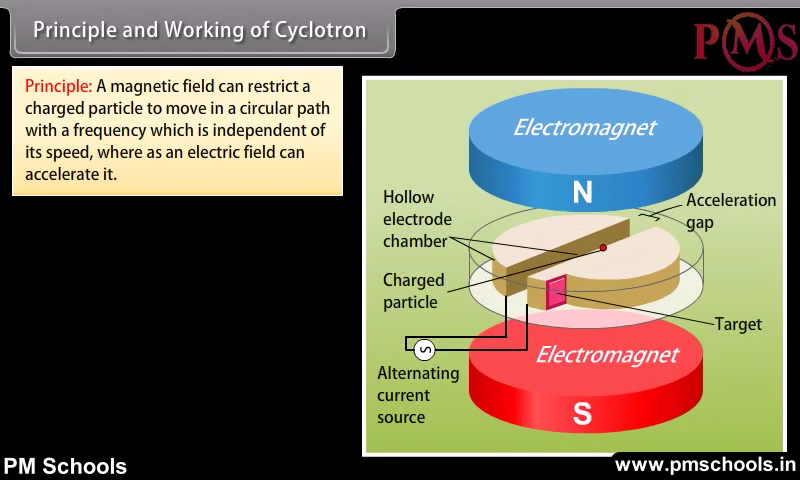 Principle and Working of Cyclotron
PMS
Principle: A magnetic field can restrict a
charged particle to move in a circular path
with a frequency which is independent of
its speed, where as an electric field can
accelerate it.
Electromagnet
N
Hollow
electrode
chamber
Acceleration
gap
Charged
particle
Target
Alternating
current
source
Electromagnet
S
PM Schools
www.pmschools.in